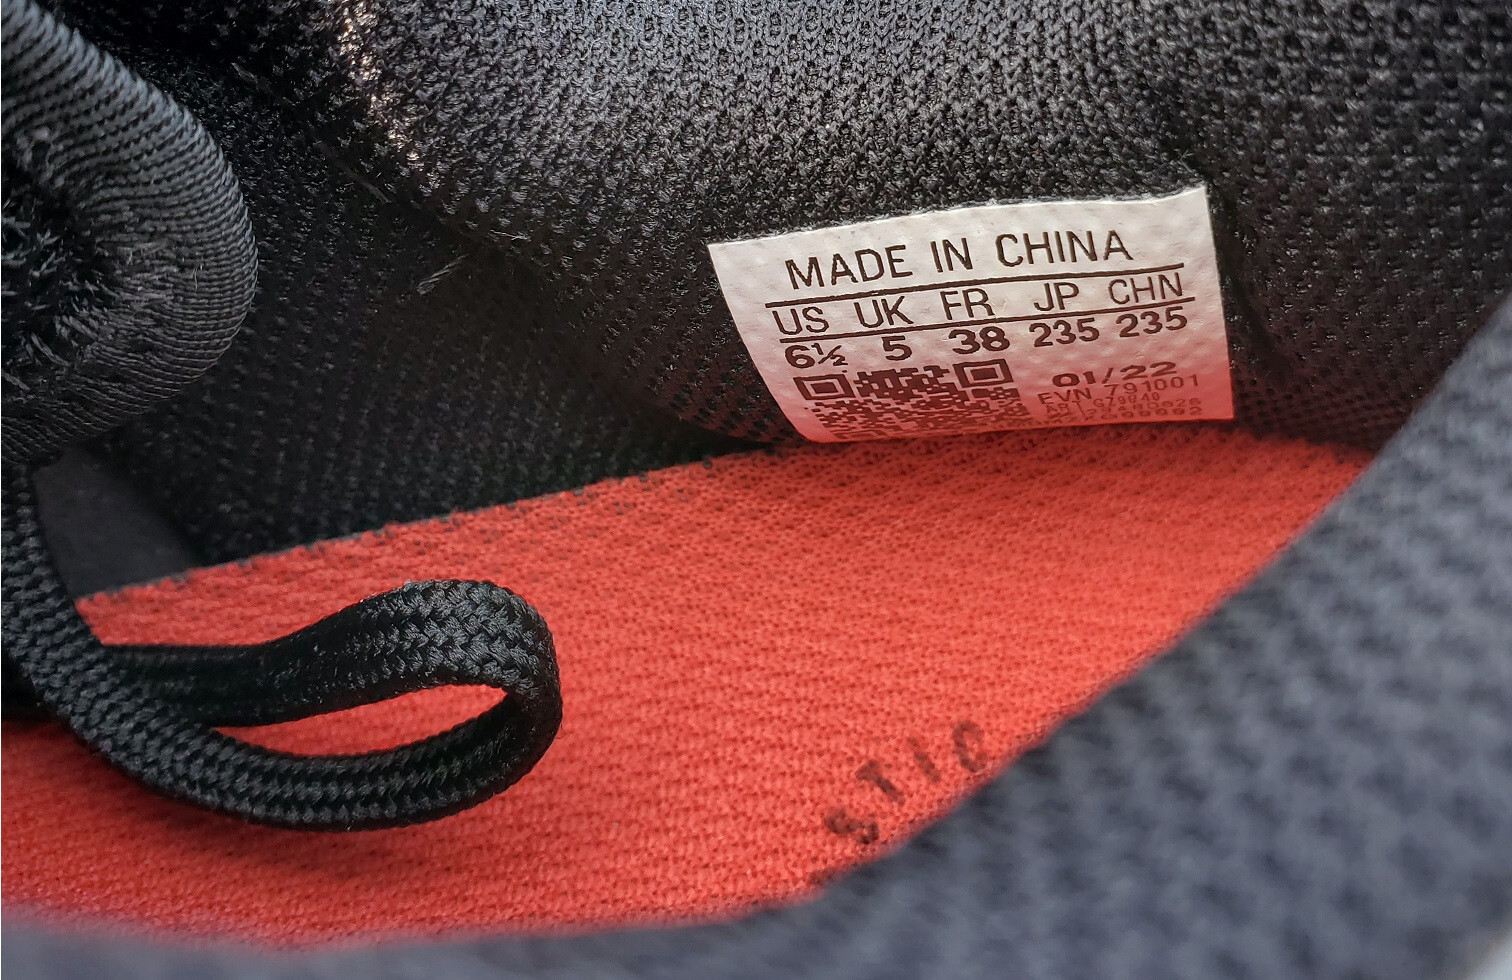 MADE IN CHINA
US UK FR JP CHN
6½ 5 38 235 235
01/22
EVN 791001
STIC